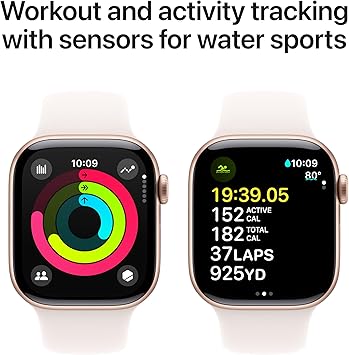 Workout and activity tracking
with sensors for water sports
10:09
10:09
80°
19:39.05
152 ACTIVE CAL
182 TOTAL CAL
37LAPS
925YD